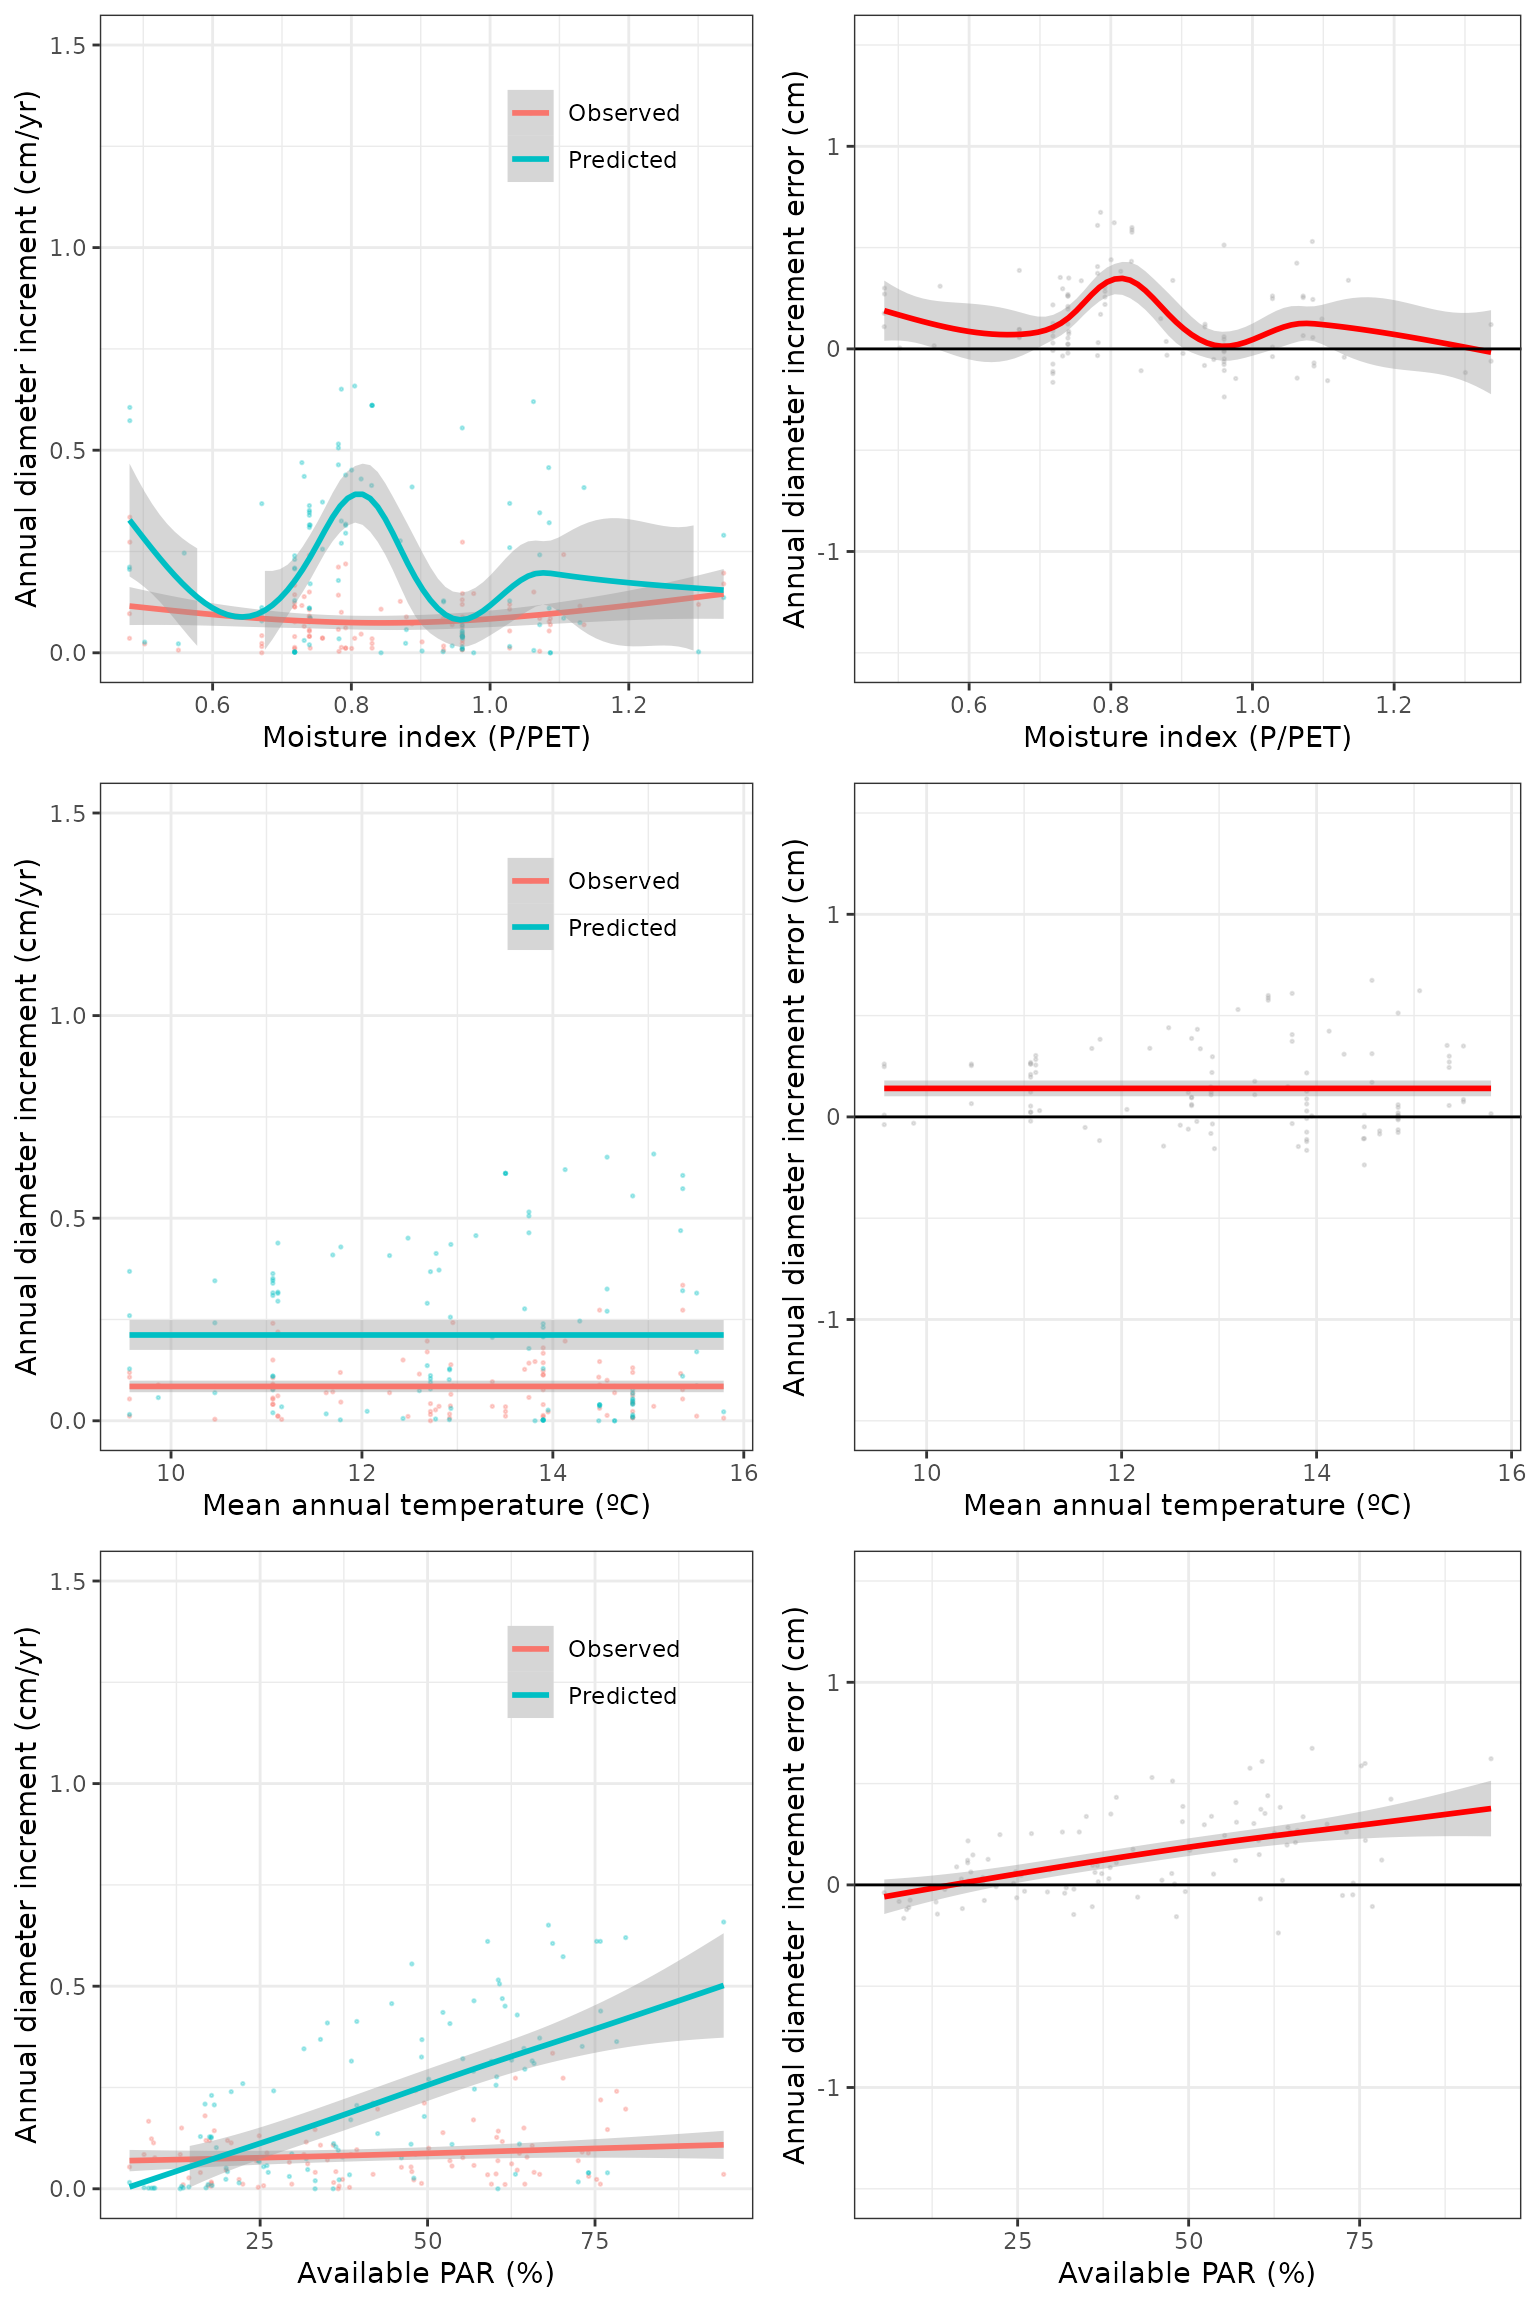 Annual diameter increment (cm/yr)
1.5
1.0
0.5
0.0
Observed
Predicted
0.6 0.8 1.0 1.2
Moisture index (P/PET)
Annual diameter increment error (cm)
1
0
-1
0.6 0.8 1.0 1.2
Moisture index (P/PET)
Annual diameter increment (cm/yr)
1.5
1.0
0.5
0.0
Observed
Predicted
10 12 14 16
Mean annual temperature (ºC)
Annual diameter increment error (cm)
1
0
-1
10 12 14 16
Mean annual temperature (ºC)
Annual diameter increment (cm/yr)
1.5
1.0
0.5
0.0
Observed
Predicted
25 50 75
Available PAR (%)
Annual diameter increment error (cm)
1
0
-1
25 50 75
Available PAR (%)